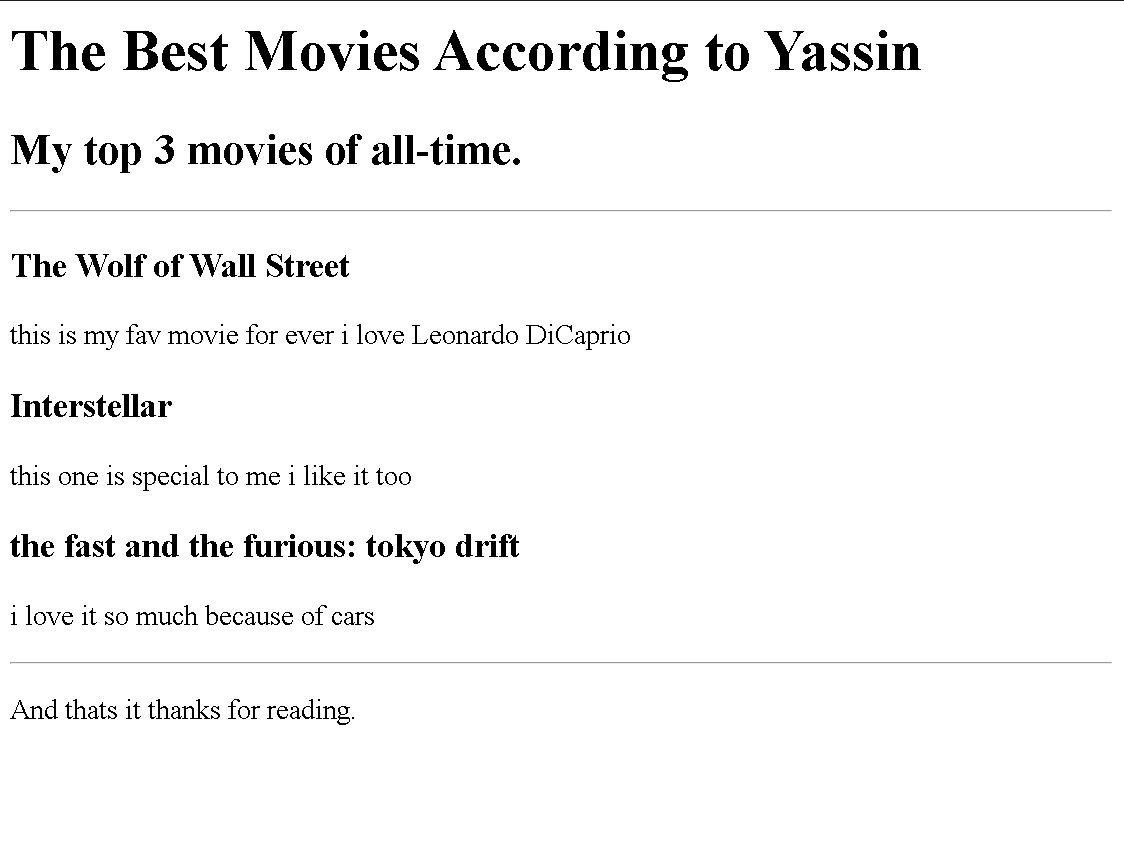 The Best Movies According to Yassin
My top 3 movies of all-time.
The Wolf of Wall Street
this is my fav movie for ever i love Leonardo DiCaprio
Interstellar
this one is special to me i like it too
the fast and the furious: tokyo drift
i love it so much because of cars
And thats it thanks for reading.